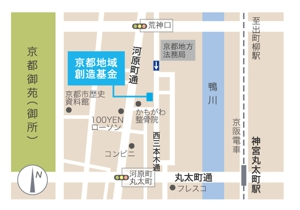 荒神口
至出町柳駅
京都御苑(御所)
河原町通
京都地域
創造基金
京都地方
法務局
鴨川
京阪電車
京都市歴史
資料館
かもがわ
整骨院
100YEN
ローソン
西三本木通
神宮丸太町駅
コンビニ
河原町
丸太町
丸太町通
フレスコ
N